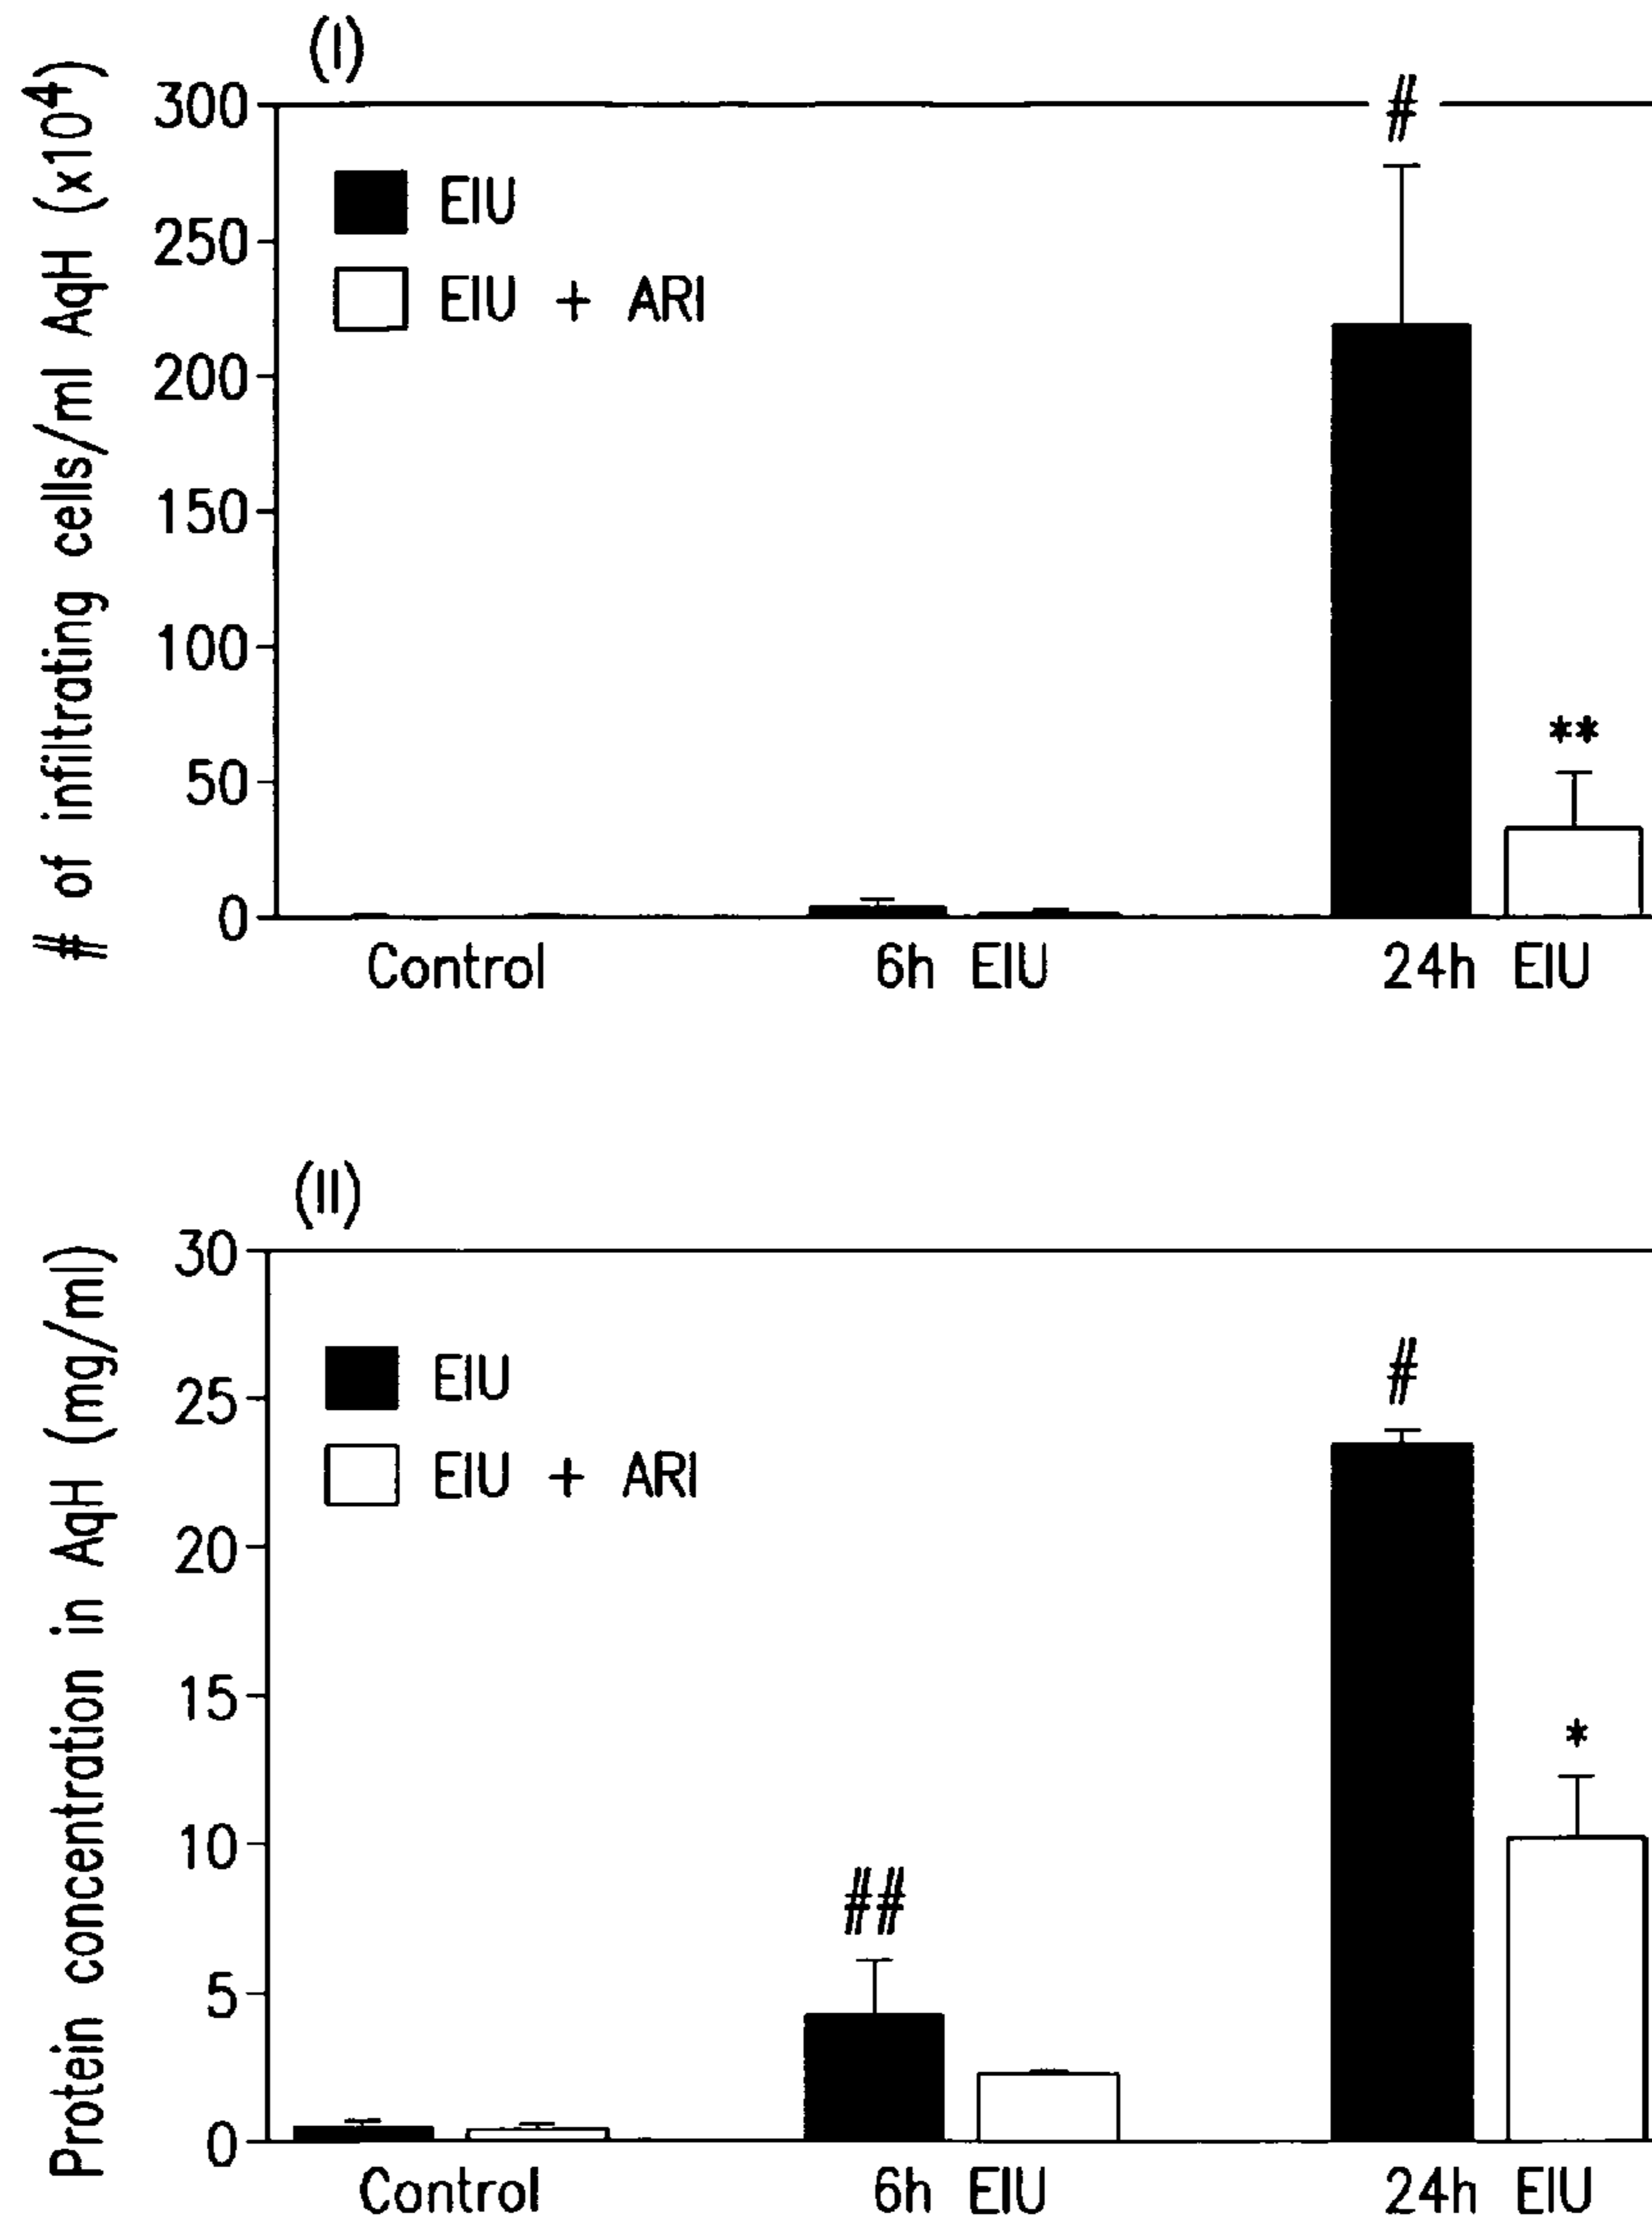 (I)
# of infiltrating cells/ml AqH (x10⁴)
300
250
200
150
100
50
0
EIU
EIU + ARI
#
**
Control 6h EIU 24h EIU
(II)
Protein concentration in AqH (mg/ml)
30
25
20
15
10
5
0
EIU
EIU + ARI
##
#
*
Control 6h EIU 24h EIU